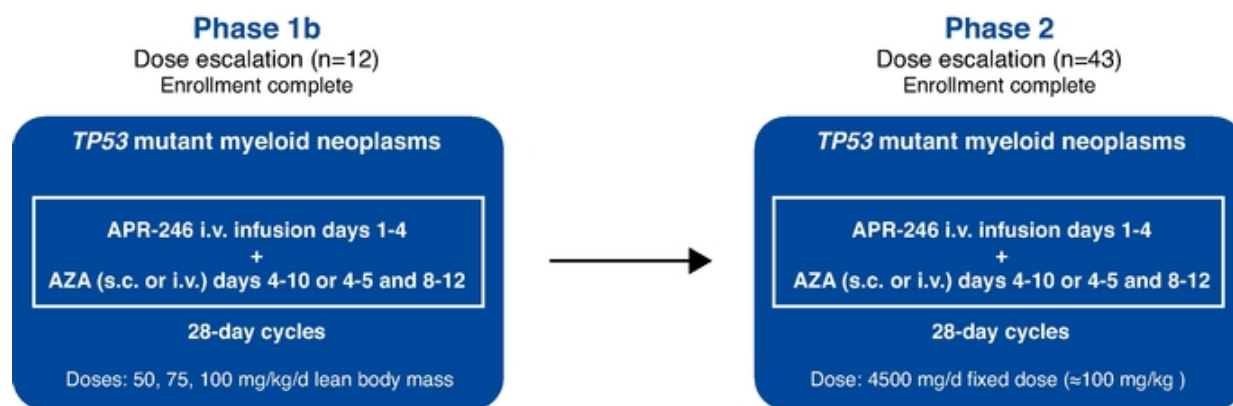 Phase 1b
Dose escalation (n=12)
Enrollment complete
TP53 mutant myeloid neoplasms
APR-246 i.v. infusion days 1-4
+
AZA (s.c. or i.v.) days 4-10 or 4-5 and 8-12
28-day cycles
Doses: 50, 75, 100 mg/kg/d lean body mass
Phase 2
Dose escalation (n=43)
Enrollment complete
TP53 mutant myeloid neoplasms
APR-246 i.v. infusion days 1-4
+
AZA (s.c. or i.v.) days 4-10 or 4-5 and 8-12
28-day cycles
Dose: 4500 mg/d fixed dose (≈100 mg/kg )